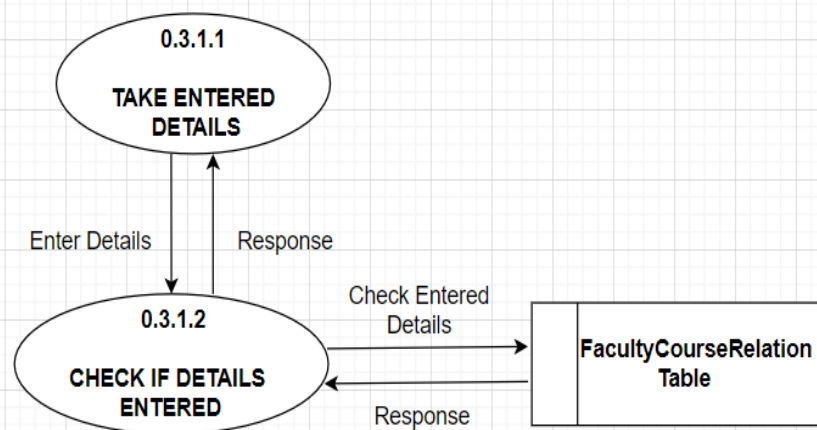 0.3.1.1
TAKE ENTERED
DETAILS
Enter Details
Response
0.3.1.2
CHECK IF DETAILS
ENTERED
Check Entered
Details
Response
FacultyCourseRelation
Table